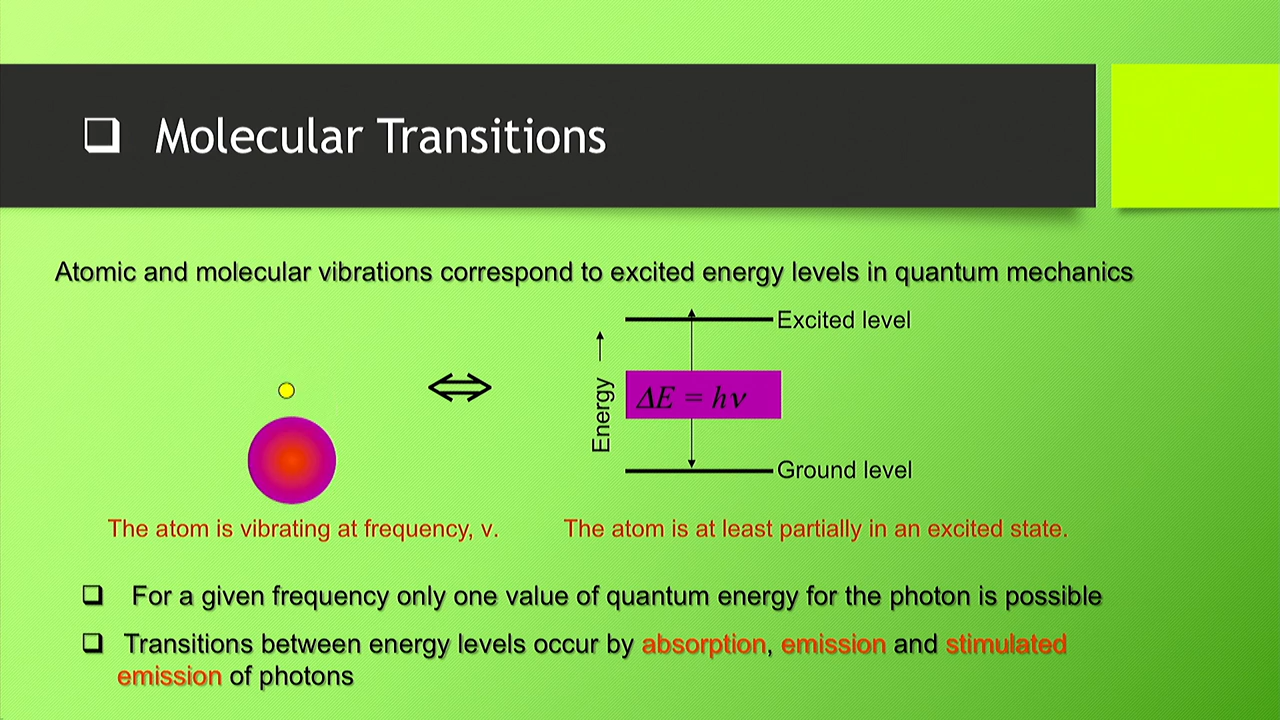 ❑ Molecular Transitions
Atomic and molecular vibrations correspond to excited energy levels in quantum mechanics
Excited level
Energy →
ΔE = hν
Ground level
The atom is vibrating at frequency, ν.
The atom is at least partially in an excited state.
❑ For a given frequency only one value of quantum energy for the photon is possible
❑ Transitions between energy levels occur by absorption, emission and stimulated
emission of photons